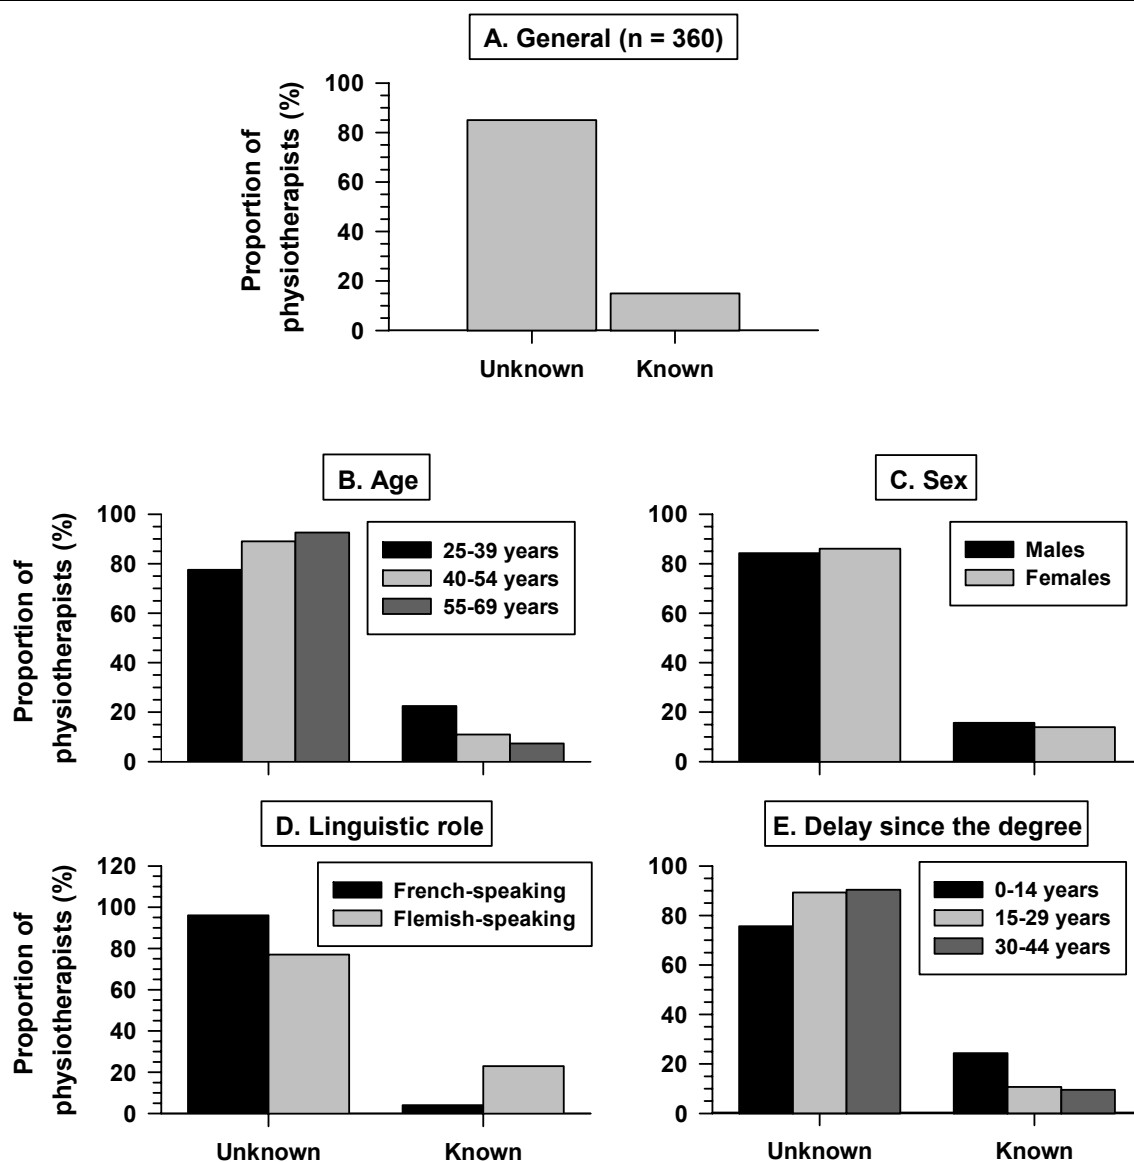 A. General (n = 360)
Proportion of
physiotherapists (%)
100
80
60
40
20
0
Unknown
Known
B. Age
Proportion of
physiotherapists (%)
100
80
60
40
20
0
25-39 years
40-54 years
55-69 years
C. Sex
100
80
60
40
20
0
Males
Females
D. Linguistic role
Proportion of
physiotherapists (%)
120
100
80
60
40
20
0
French-speaking
Flemish-speaking
Unknown
Known
E. Delay since the degree
100
80
60
40
20
0
0-14 years
15-29 years
30-44 years
Unknown
Known